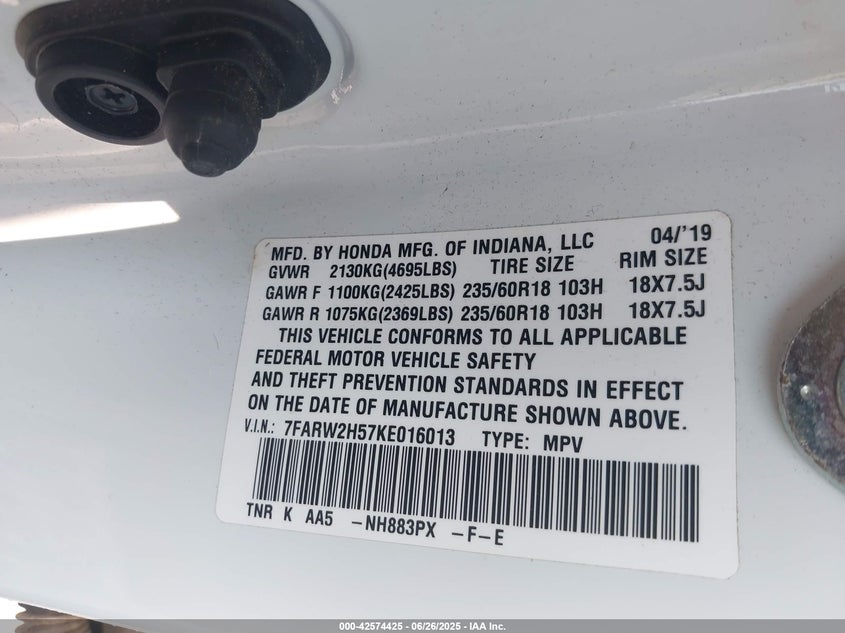 MFD. BY HONDA MFG. OF INDIANA, LLC 04/'19
GVWR 2130KG(4695LBS) TIRE SIZE RIM SIZE
GAWR F 1100KG(2425LBS) 235/60R18 103H 18X7.5J
GAWR R 1075KG(2369LBS) 235/60R18 103H 18X7.5J
THIS VEHICLE CONFORMS TO ALL APPLICABLE
FEDERAL MOTOR VEHICLE SAFETY
AND THEFT PREVENTION STANDARDS IN EFFECT
ON THE DATE OF MANUFACTURE SHOWN ABOVE.
V.I.N.: 7FARW2H57KE016013 TYPE: MPV
TNR K AA5 -NH883PX -F-E
000-42574425 - 06/26/2025 - IAA Inc.